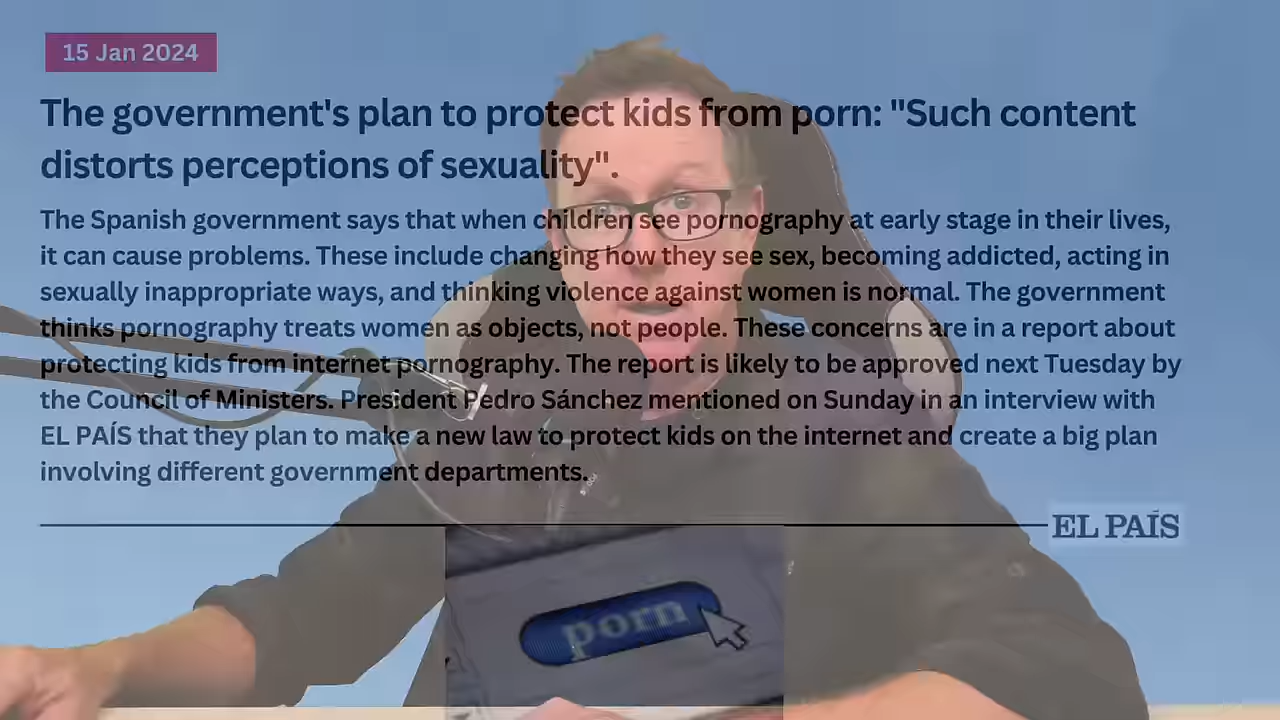 15 Jan 2024
The government's plan to protect kids from porn: "Such content
distorts perceptions of sexuality".
The Spanish government says that when children see pornography at early stage in their lives,
it can cause problems. These include changing how they see sex, becoming addicted, acting in
sexually inappropriate ways, and thinking violence against women is normal. The government
thinks pornography treats women as objects, not people. These concerns are in a report about
protecting kids from internet pornography. The report is likely to be approved next Tuesday by
the Council of Ministers. President Pedro Sánchez mentioned on Sunday in an interview with
EL PAÍS that they plan to make a new law to protect kids on the internet and create a big plan
involving different government departments.
EL PAÍS
porn